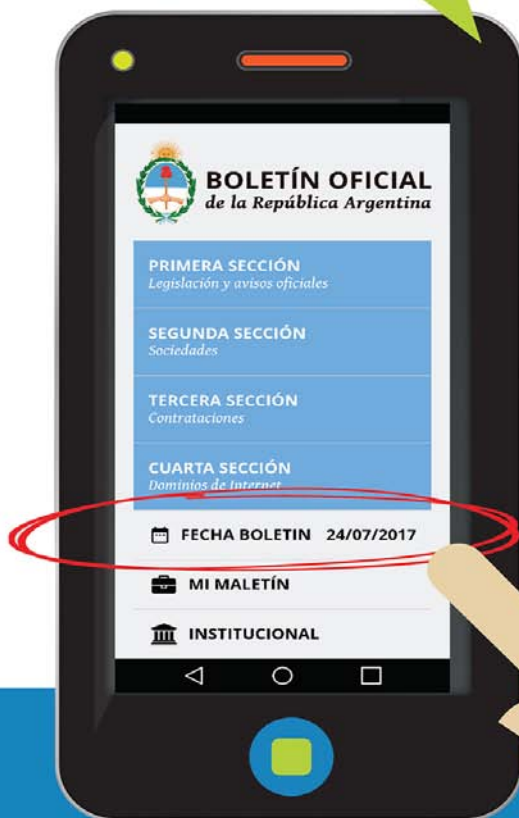 BOLETÍN OFICIAL
de la República Argentina
PRIMERA SECCIÓN
Legislación y avisos oficiales
SEGUNDA SECCIÓN
Sociedades
TERCERA SECCIÓN
Contrataciones
CUARTA SECCIÓN
Dominios de Internet
FECHA BOLETIN 24/07/2017
MI MALETÍN
INSTITUCIONAL